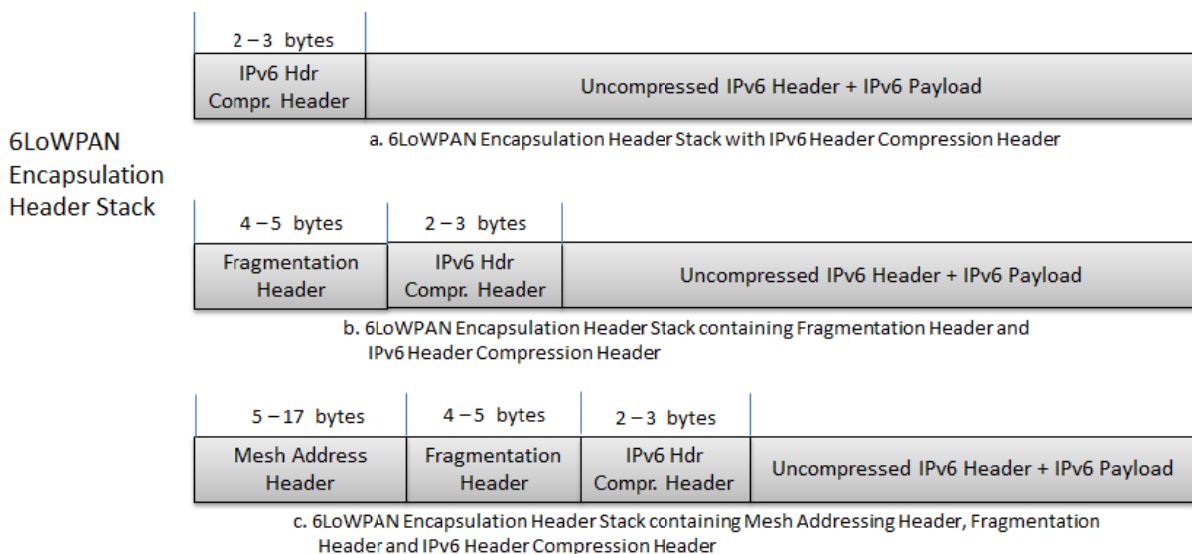 2 – 3 bytes
IPv6 Hdr
Compr. Header
Uncompressed IPv6 Header + IPv6 Payload
a. 6LoWPAN Encapsulation Header Stack with IPv6 Header Compression Header
6LoWPAN
Encapsulation
Header Stack
4 – 5 bytes
2 – 3 bytes
Fragmentation
Header
IPv6 Hdr
Compr. Header
Uncompressed IPv6 Header + IPv6 Payload
b. 6LoWPAN Encapsulation Header Stack containing Fragmentation Header and
IPv6 Header Compression Header
5 – 17 bytes
4 – 5 bytes
2 – 3 bytes
Mesh Address
Header
Fragmentation
Header
IPv6 Hdr
Compr. Header
Uncompressed IPv6 Header + IPv6 Payload
c. 6LoWPAN Encapsulation Header Stack containing Mesh Addressing Header, Fragmentation
Header and IPv6 Header Compression Header